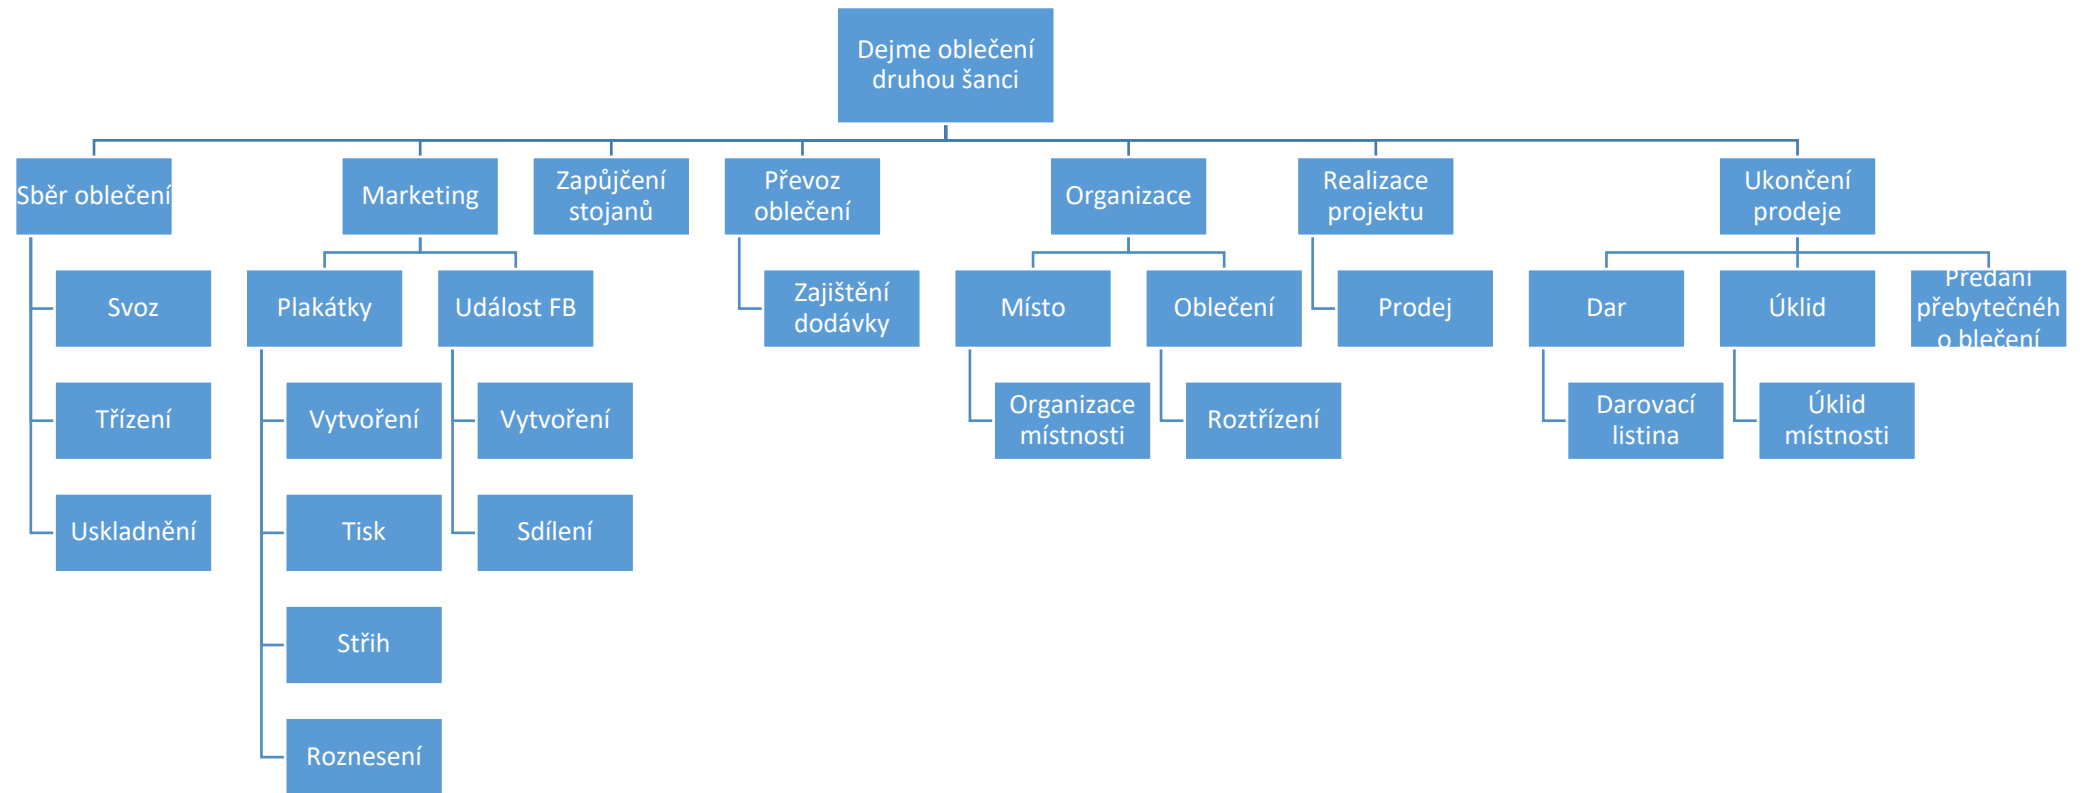 Dejme oblečení
druhou šanci
Sběr oblečení
Marketing
Zapůjčení
stojanů
Převoz
oblečení
Organizace
Realizace
projektu
Ukončení
prodeje
Svoz
Plakátky
Událost FB
Zajištění
dodávky
Místo
Oblečení
Prodej
Dar
Úklid
Předání
přebytečnéh
o blečení
Třízení
Vytvoření
Vytvoření
Organizace
místnosti
Roztřízení
Darovací
listina
Úklid
místnosti
Uskladnění
Tisk
Sdílení
Střih
Roznesení